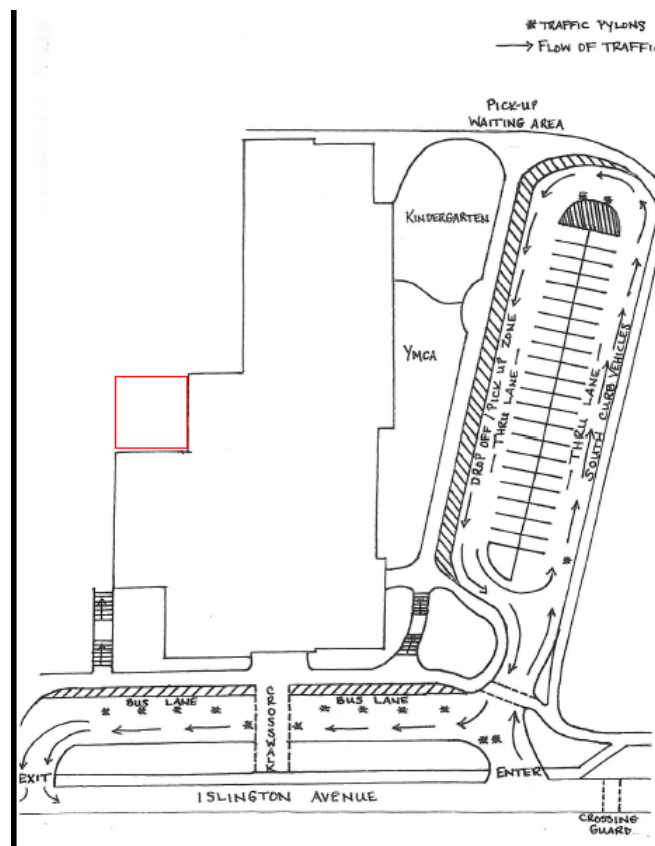 * TRAFFIC PYLONS
→ FLOW OF TRAFFIC
PICK-UP
WAITING AREA
KINDERGARTEN
YMCA
DROP OFF/PICK UP ZONE
THRU LANE
THRU LANE
SOUTH CURB VEHICLES
BUS LANE
CROSSWALK
BUS LANE
EXIT
ENTER
ISLINGTON AVENUE
CROSSING
GUARD